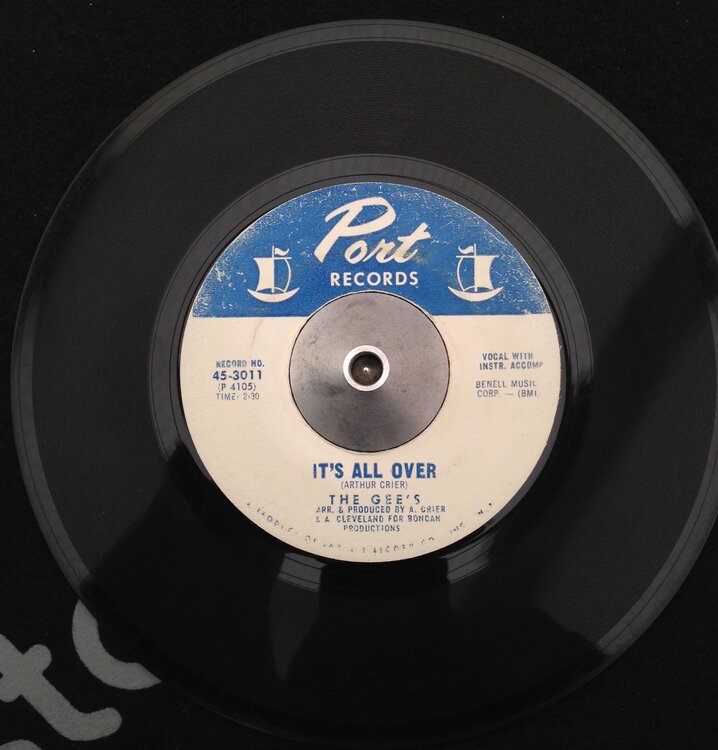 Port
RECORDS
RECORD NO.
45-3011
(P 4105)
TIME: 2:30
VOCAL WITH
INSTR. ACCOMP
BENELL MUSIC
CORP. — (BMI)
IT'S ALL OVER
(ARTHUR CRIER)
THE GEE'S
ARR. & PRODUCED BY A. CRIER
& A. CLEVELAND FOR BONCAN
PRODUCTIONS